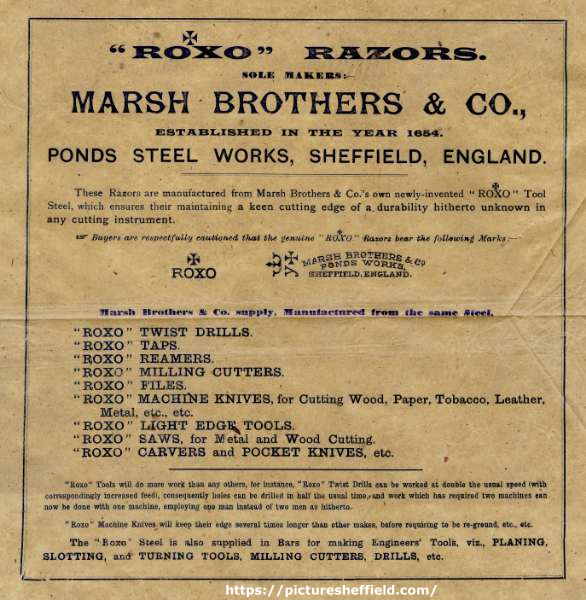 "ROXO" RAZORS.
SOLE MAKERS:—
MARSH BROTHERS & CO.,
ESTABLISHED IN THE YEAR 1654.
PONDS STEEL WORKS, SHEFFIELD, ENGLAND.
These Razors are manufactured from Marsh Brothers & Co.'s own newly-invented "ROXO" Tool
Steel, which ensures their maintaining a keen cutting edge of a durability hitherto unknown in
any cutting instrument.
☞ Buyers are respectfully cautioned that the genuine "ROXO" Razors bear the following Marks:—
ROXO
MARSH BROTHERS & Co
PONDS WORKS,
SHEFFIELD, ENGLAND.
Marsh Brothers & Co. supply, Manufactured from the same Steel,
"ROXO" TWIST DRILLS.
"ROXO" TAPS.
"ROXO" REAMERS.
"ROXO" MILLING CUTTERS.
"ROXO" FILES.
"ROXO" MACHINE KNIVES, for Cutting Wood, Paper, Tobacco, Leather,
Metal, etc., etc.
"ROXO" LIGHT EDGE TOOLS.
"ROXO" SAWS, for Metal and Wood Cutting.
"ROXO" CARVERS and POCKET KNIVES, etc.
"Roxo" Tools will do more work than any others, for instance, "Roxo" Twist Drills can be worked at double the usual speed (with
correspondingly increased feed), consequently holes can be drilled in half the usual time, and work which has required two machines can
now be done with one machine, employing one man instead of two men as hitherto.
"Roxo" Machine Knives will keep their edge several times longer than other makes, before requiring to be re-ground, etc., etc.
The "Roxo" Steel is also supplied in Bars for making Engineers' Tools, viz., PLANING,
SLOTTING, and TURNING TOOLS, MILLING CUTTERS, DRILLS, etc.
https://picturesheffield.com/